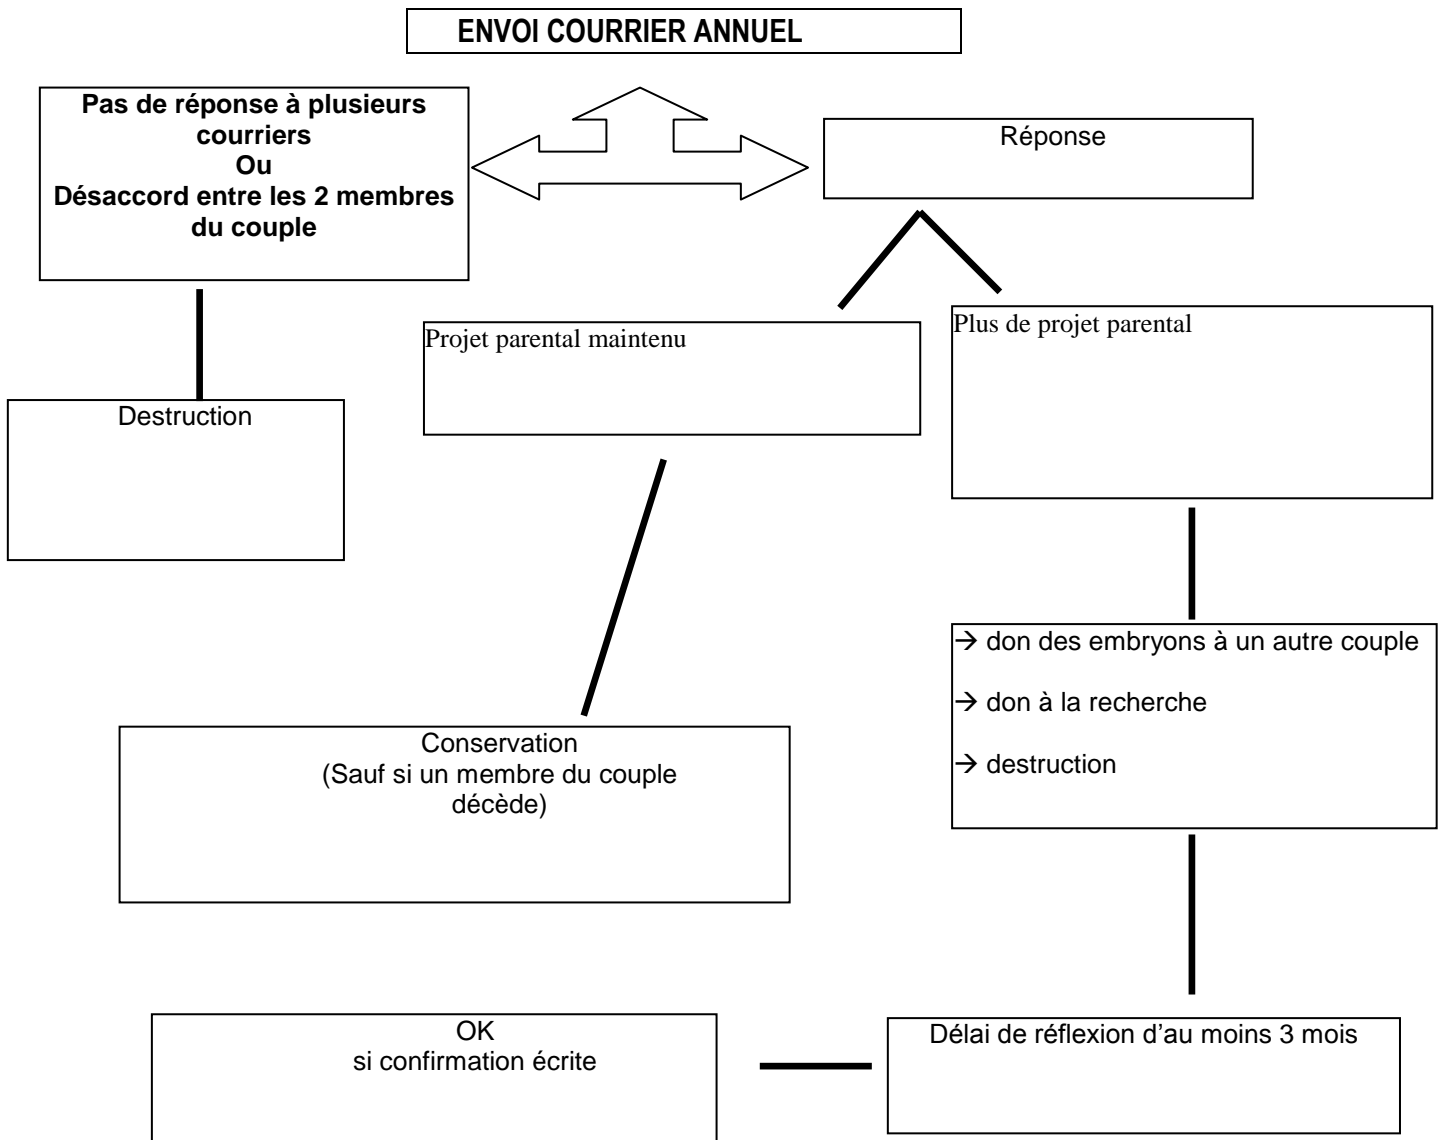 ENVOI COURRIER ANNUEL
Pas de réponse à plusieurs
courriers
Ou
Désaccord entre les 2 membres
du couple
Réponse
Projet parental maintenu
Plus de projet parental
Destruction
→ don des embryons à un autre couple
→ don à la recherche
→ destruction
Conservation
(Sauf si un membre du couple
décède)
OK
si confirmation écrite
Délai de réflexion d’au moins 3 mois